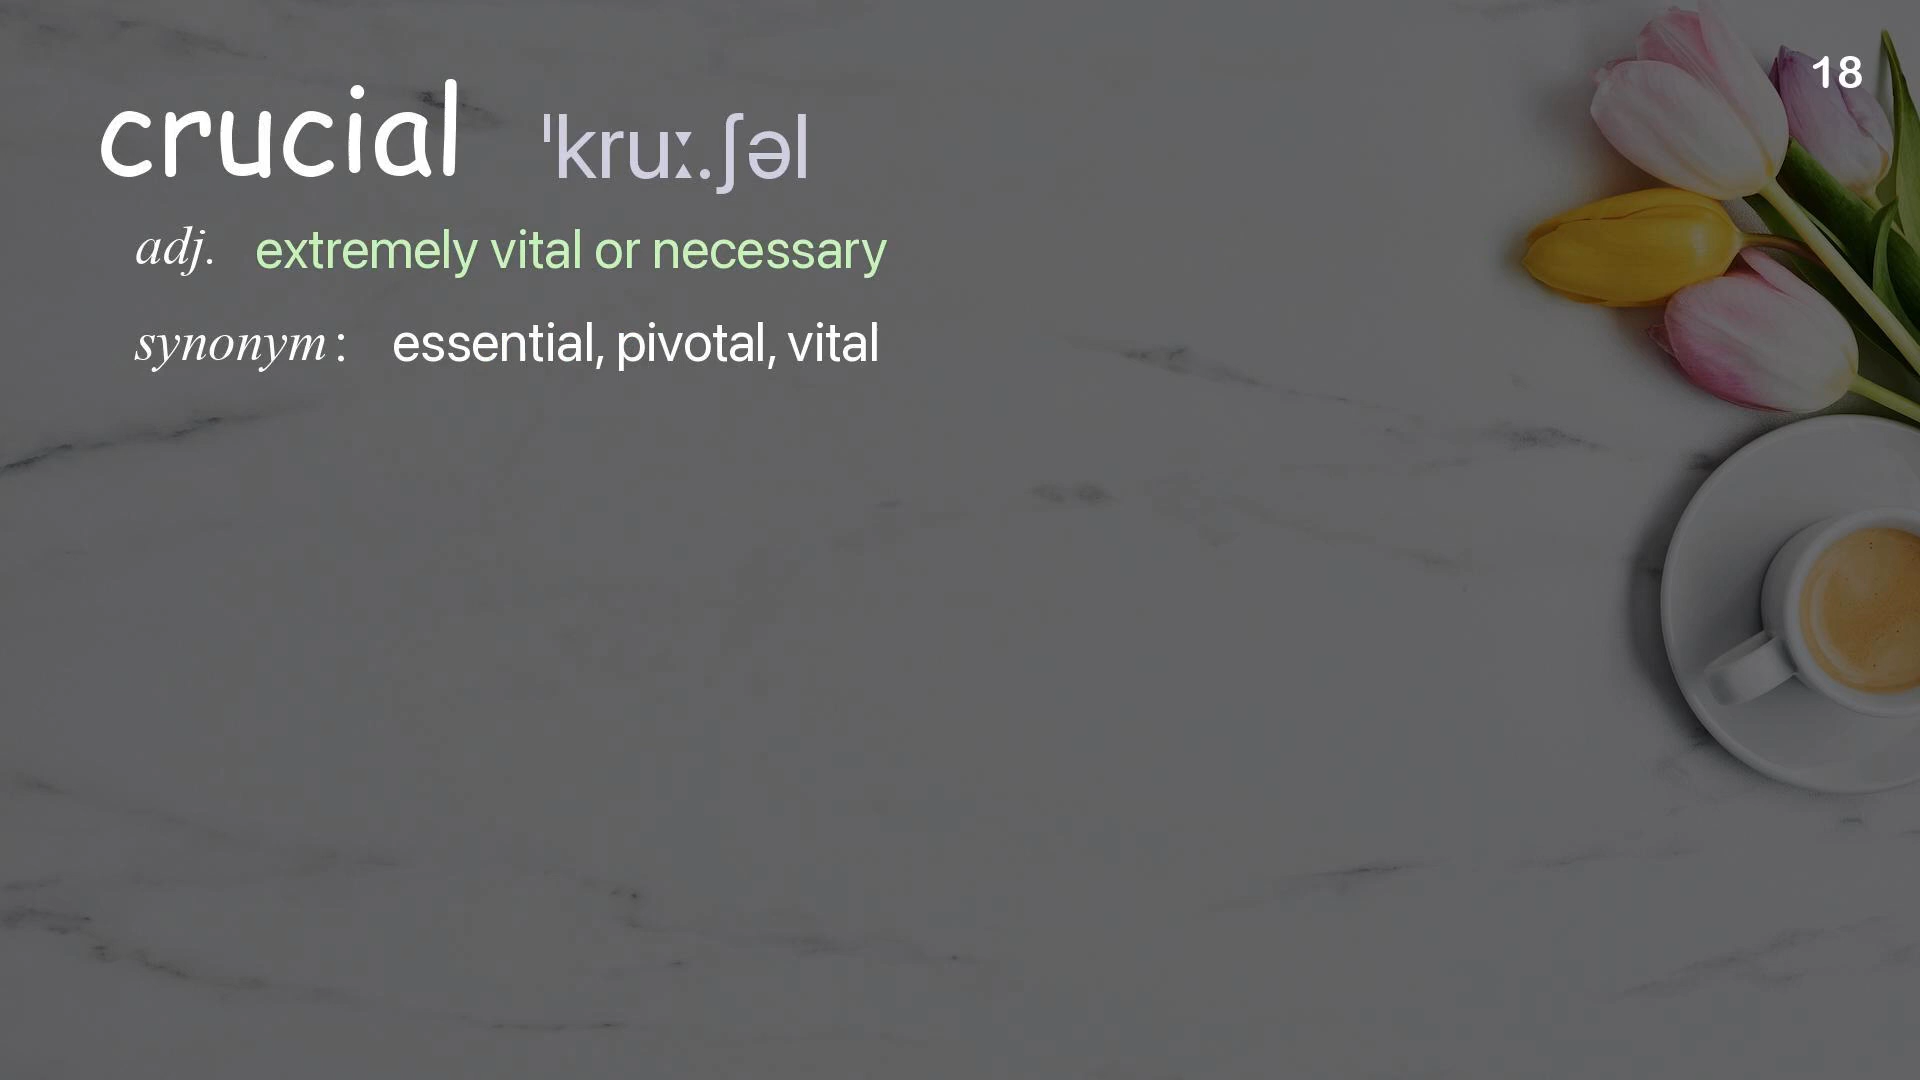 18
crucial ˈkruː.ʃəl
adj. extremely vital or necessary
synonym : essential, pivotal, vital